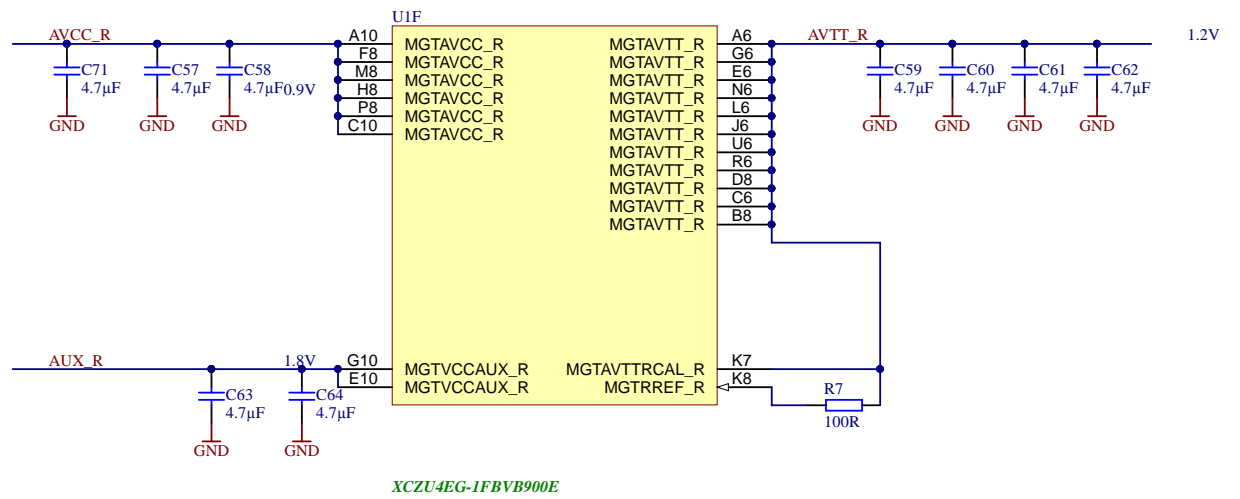 U1F
AVCC_R
A10 MGTAVCC_R MGTAVTT_R A6
AVTT_R
1.2V
F8 MGTAVCC_R MGTAVTT_R G6
M8 MGTAVCC_R MGTAVTT_R E6
H8 MGTAVCC_R MGTAVTT_R N6
P8 MGTAVCC_R MGTAVTT_R L6
C10 MGTAVCC_R MGTAVTT_R J6
MGTAVTT_R U6
MGTAVTT_R R6
MGTAVTT_R D8
MGTAVTT_R C6
MGTAVTT_R B8
C71
4.7µF
GND
C57
4.7µF
GND
C58
4.7µF
0.9V
GND
C59
4.7µF
GND
C60
4.7µF
GND
C61
4.7µF
GND
C62
4.7µF
GND
AUX_R
1.8V
G10 MGTVCCAUX_R MGTAVTTRCAL_R K7
E10 MGTVCCAUX_R MGTRREF_R K8
C63
4.7µF
GND
C64
4.7µF
GND
R7
100R
XCZU4EG-1FBVB900E